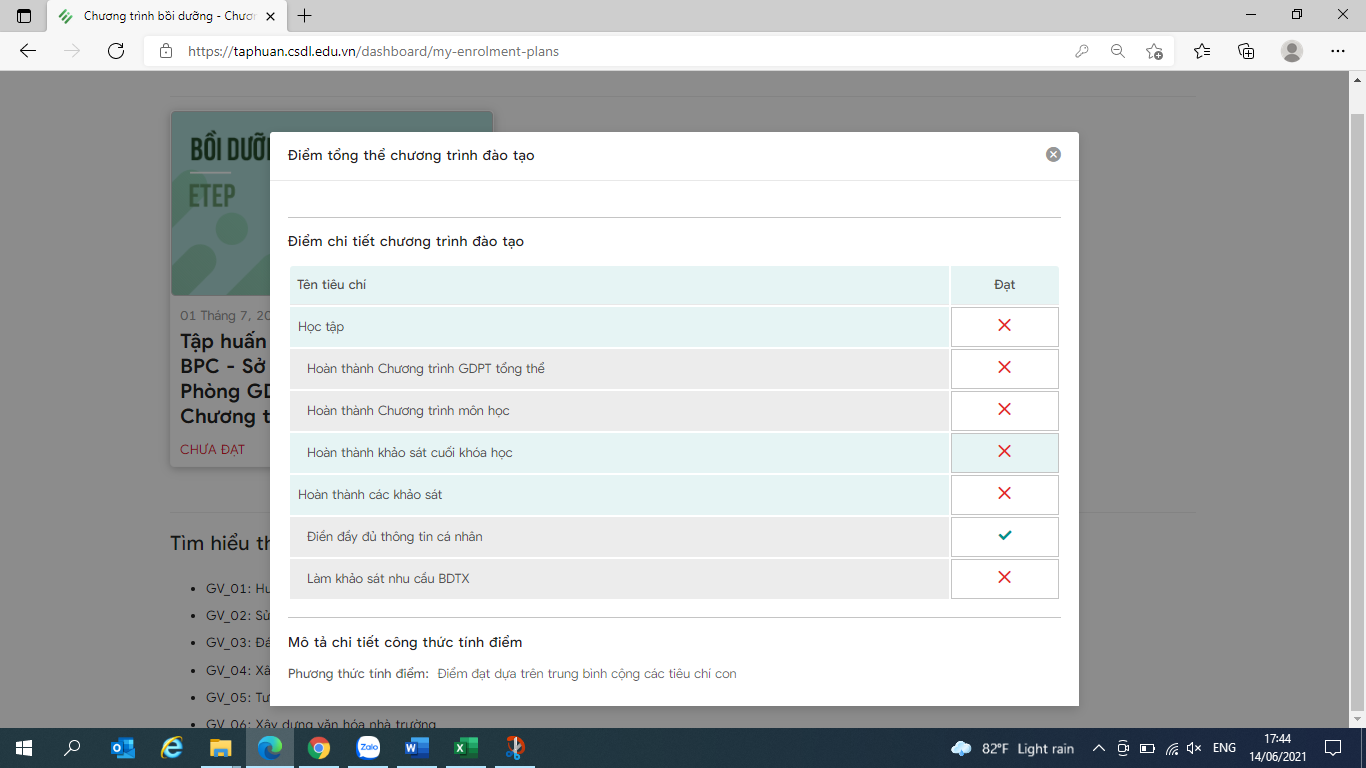 Chương trình bồi dưỡng - Chươn
https://taphuan.csdl.edu.vn/dashboard/my-enrolment-plans
BỒI DƯỠN
ETEP
01 Tháng 7, 20
Tập huấn
BPC - Sở
Phòng GD
Chương t
CHƯA ĐẠT
Tìm hiểu th
GV_01: Hư
GV_02: Sử
GV_03: Đá
GV_04: Xâ
GV_05: Tư
GV_06: Xây dựng văn hóa nhà trường
Điểm tổng thể chương trình đào tạo
Điểm chi tiết chương trình đào tạo
Tên tiêu chí Đạt
Học tập
Hoàn thành Chương trình GDPT tổng thể
Hoàn thành Chương trình môn học
Hoàn thành khảo sát cuối khóa học
Hoàn thành các khảo sát
Điền đầy đủ thông tin cá nhân
Làm khảo sát nhu cầu BDTX
Mô tả chi tiết công thức tính điểm
Phương thức tính điểm: Điểm đạt dựa trên trung bình cộng các tiêu chí con
Zalo
82°F Light rain
ENG
17:44
14/06/2021